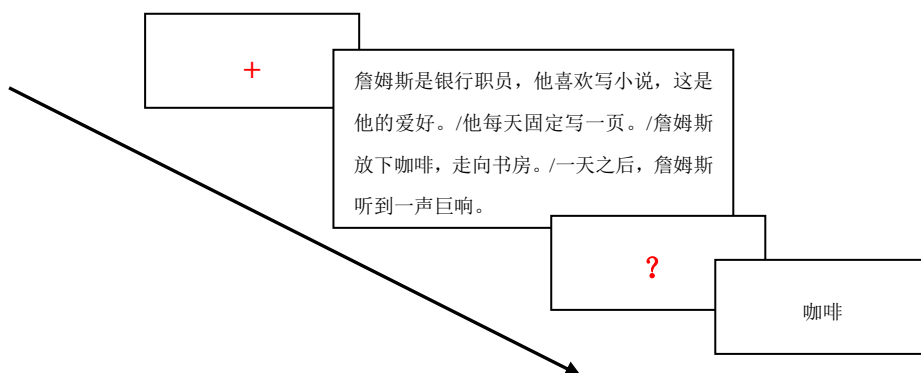 +
詹姆斯是银行职员，他喜欢写小说，这是
他的爱好。/他每天固定写一页。/詹姆斯
放下咖啡，走向书房。/一天之后，詹姆斯
听到一声巨响。
？
咖啡